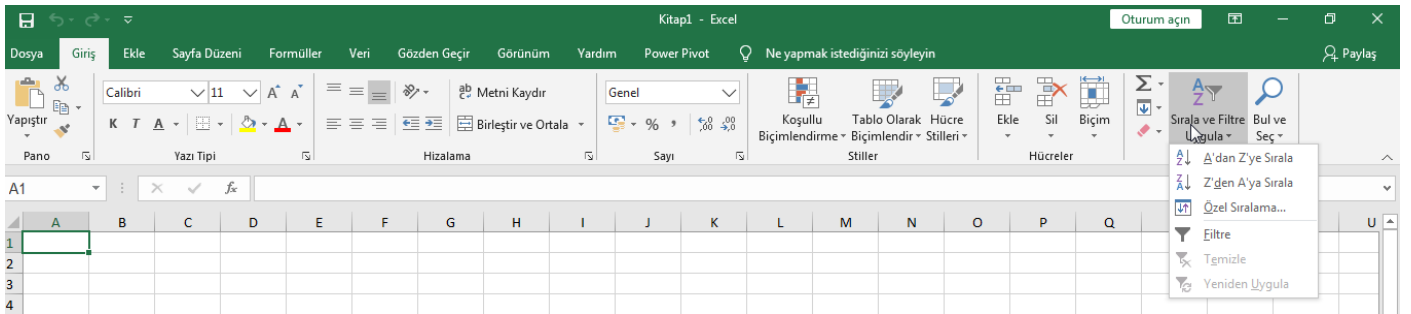 Kitap1 - Excel
Oturum açın
Dosya Giriş Ekle Sayfa Düzeni Formüller Veri Gözden Geçir Görünüm Yardım Power Pivot Ne yapmak istediğinizi söyleyin Paylaş
Calibri 11 A A Metni Kaydır Genel
Yapıştır K T A A Birleştir ve Ortala % , Koşullu Biçimlendirme Tablo Olarak Biçimlendir Hücre Stilleri Ekle Sil Biçim Sırala ve Filtre Uygula Bul ve Seç
Pano Yazı Tipi Hizalama Sayı Stiller Hücreler
A'dan Z'ye Sırala
A1 fx
Z'den A'ya Sırala
Özel Sıralama...
A B C D E F G H I J K L M N O P Q U
Filtre
1
Temizle
2
Yeniden Uygula
3
4